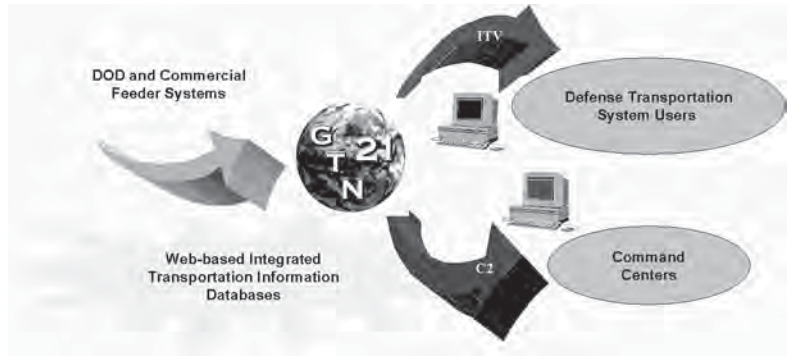 ITV
DOD and Commercial
Feeder Systems
Defense Transportation
System Users
G
T
N
21
Web-based Integrated
Transportation Information
Databases
C2
Command
Centers